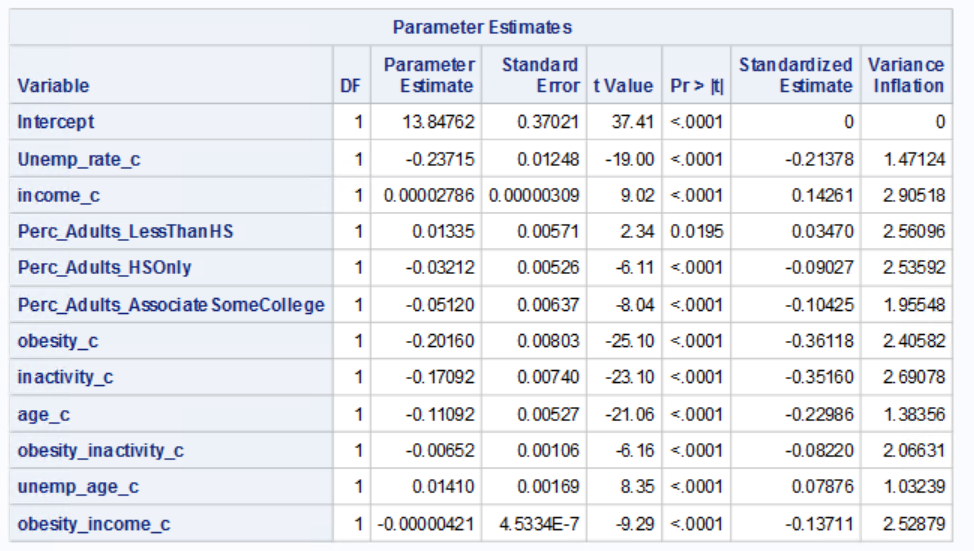 Parameter Estimates
Variable DF Parameter Estimate Standard Error t Value Pr > |t| Standardized Estimate Variance Inflation
Intercept 1 13.84762 0.37021 37.41 <.0001 0 0
Unemp_rate_c 1 -0.23715 0.01248 -19.00 <.0001 -0.21378 1.47124
income_c 1 0.00002786 0.00000309 9.02 <.0001 0.14261 2.90518
Perc_Adults_LessThanHS 1 0.01335 0.00571 2.34 0.0195 0.03470 2.56096
Perc_Adults_HSOnly 1 -0.03212 0.00526 -6.11 <.0001 -0.09027 2.53592
Perc_Adults_AssociateSomeCollege 1 -0.05120 0.00637 -8.04 <.0001 -0.10425 1.95548
obesity_c 1 -0.20160 0.00803 -25.10 <.0001 -0.36118 2.40582
inactivity_c 1 -0.17092 0.00740 -23.10 <.0001 -0.35160 2.69078
age_c 1 -0.11092 0.00527 -21.06 <.0001 -0.22986 1.38356
obesity_inactivity_c 1 -0.00652 0.00106 -6.16 <.0001 -0.08220 2.06631
unemp_age_c 1 0.01410 0.00169 8.35 <.0001 0.07876 1.03239
obesity_income_c 1 -0.00000421 4.5334E-7 -9.29 <.0001 -0.13711 2.52879